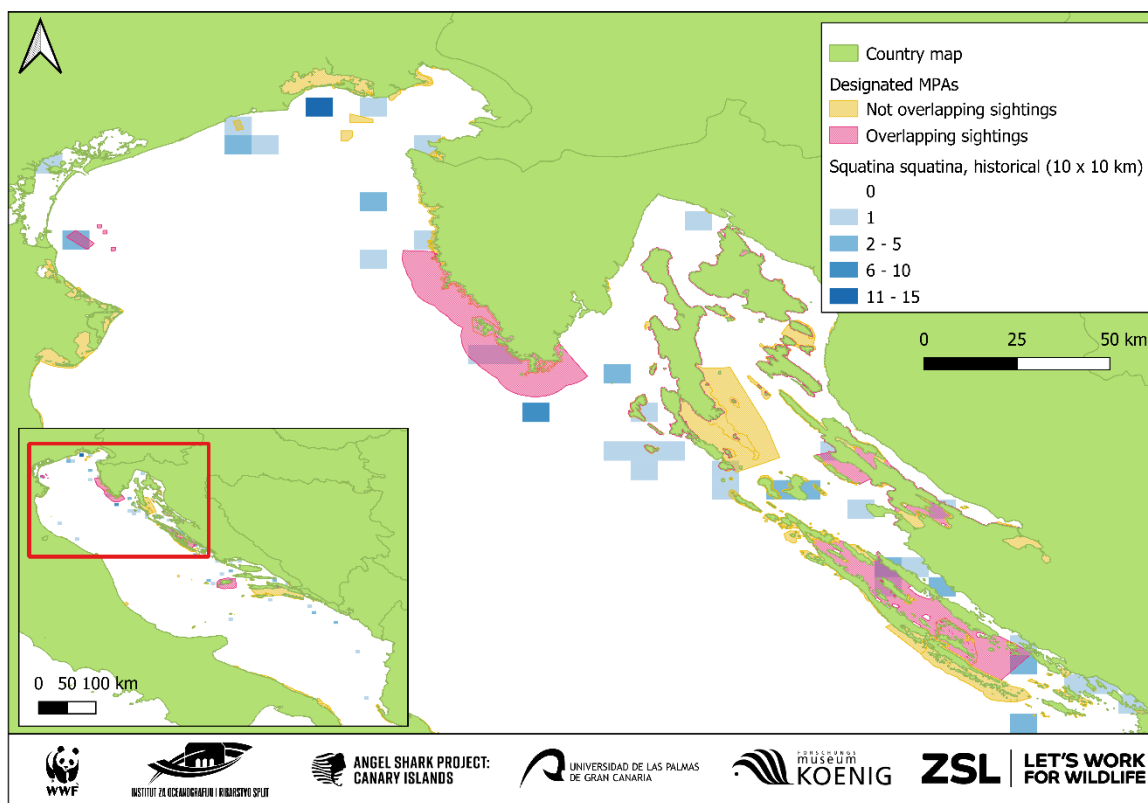 Country map
Designated MPAs
Not overlapping sightings
Overlapping sightings
Squatina squatina, historical (10 x 10 km)
0
1
2 - 5
6 - 10
11 - 15
0 25 50 km
0 50 100 km
WWF
INSTITUT ZA OCEANOGRAFIJU I RIBARSTVO SPLIT
ANGEL SHARK PROJECT:
CANARY ISLANDS
UNIVERSIDAD DE LAS PALMAS
DE GRAN CANARIA
FORSCHUNGS
museum
KOENIG
ZSL
LET'S WORK
FOR WILDLIFE